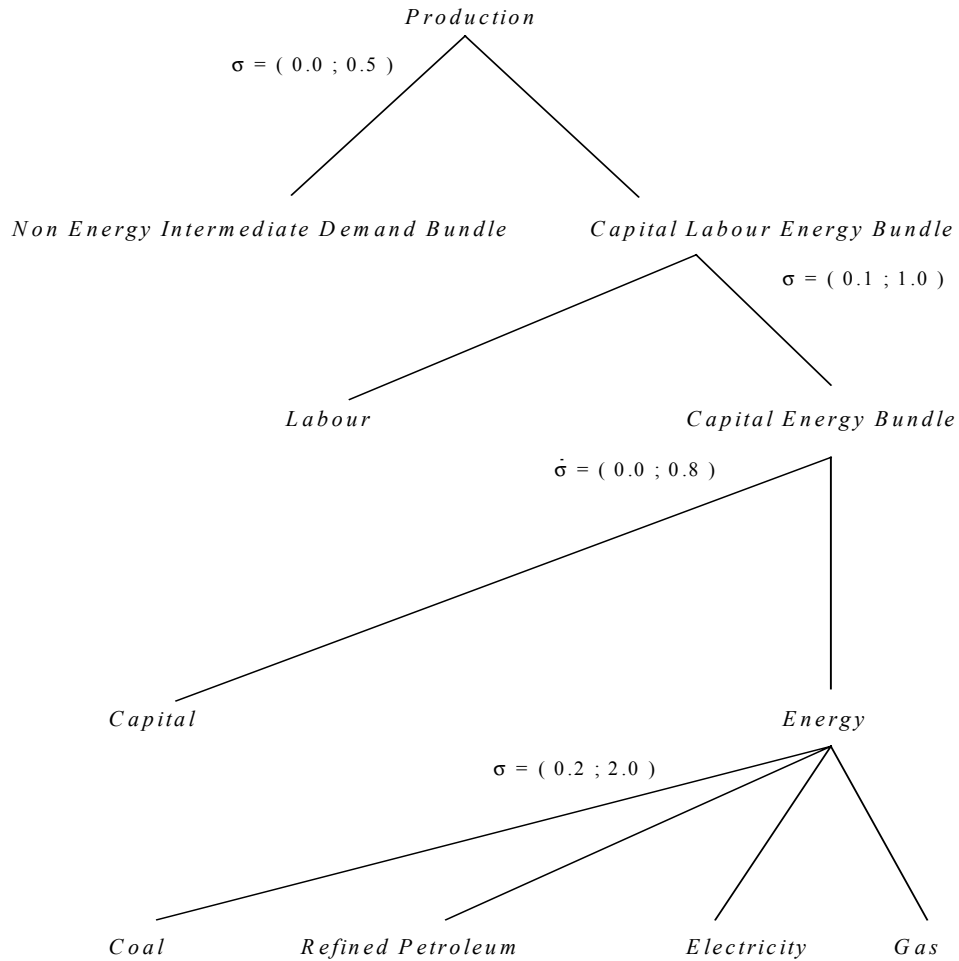 Production
σ = ( 0.0 ; 0.5 )
Non Energy Intermediate Demand Bundle
Capital Labour Energy Bundle
σ = ( 0.1 ; 1.0 )
Labour
Capital Energy Bundle
σ̇ = ( 0.0 ; 0.8 )
Capital
Energy
σ = ( 0.2 ; 2.0 )
Coal
Refined Petroleum
Electricity
Gas